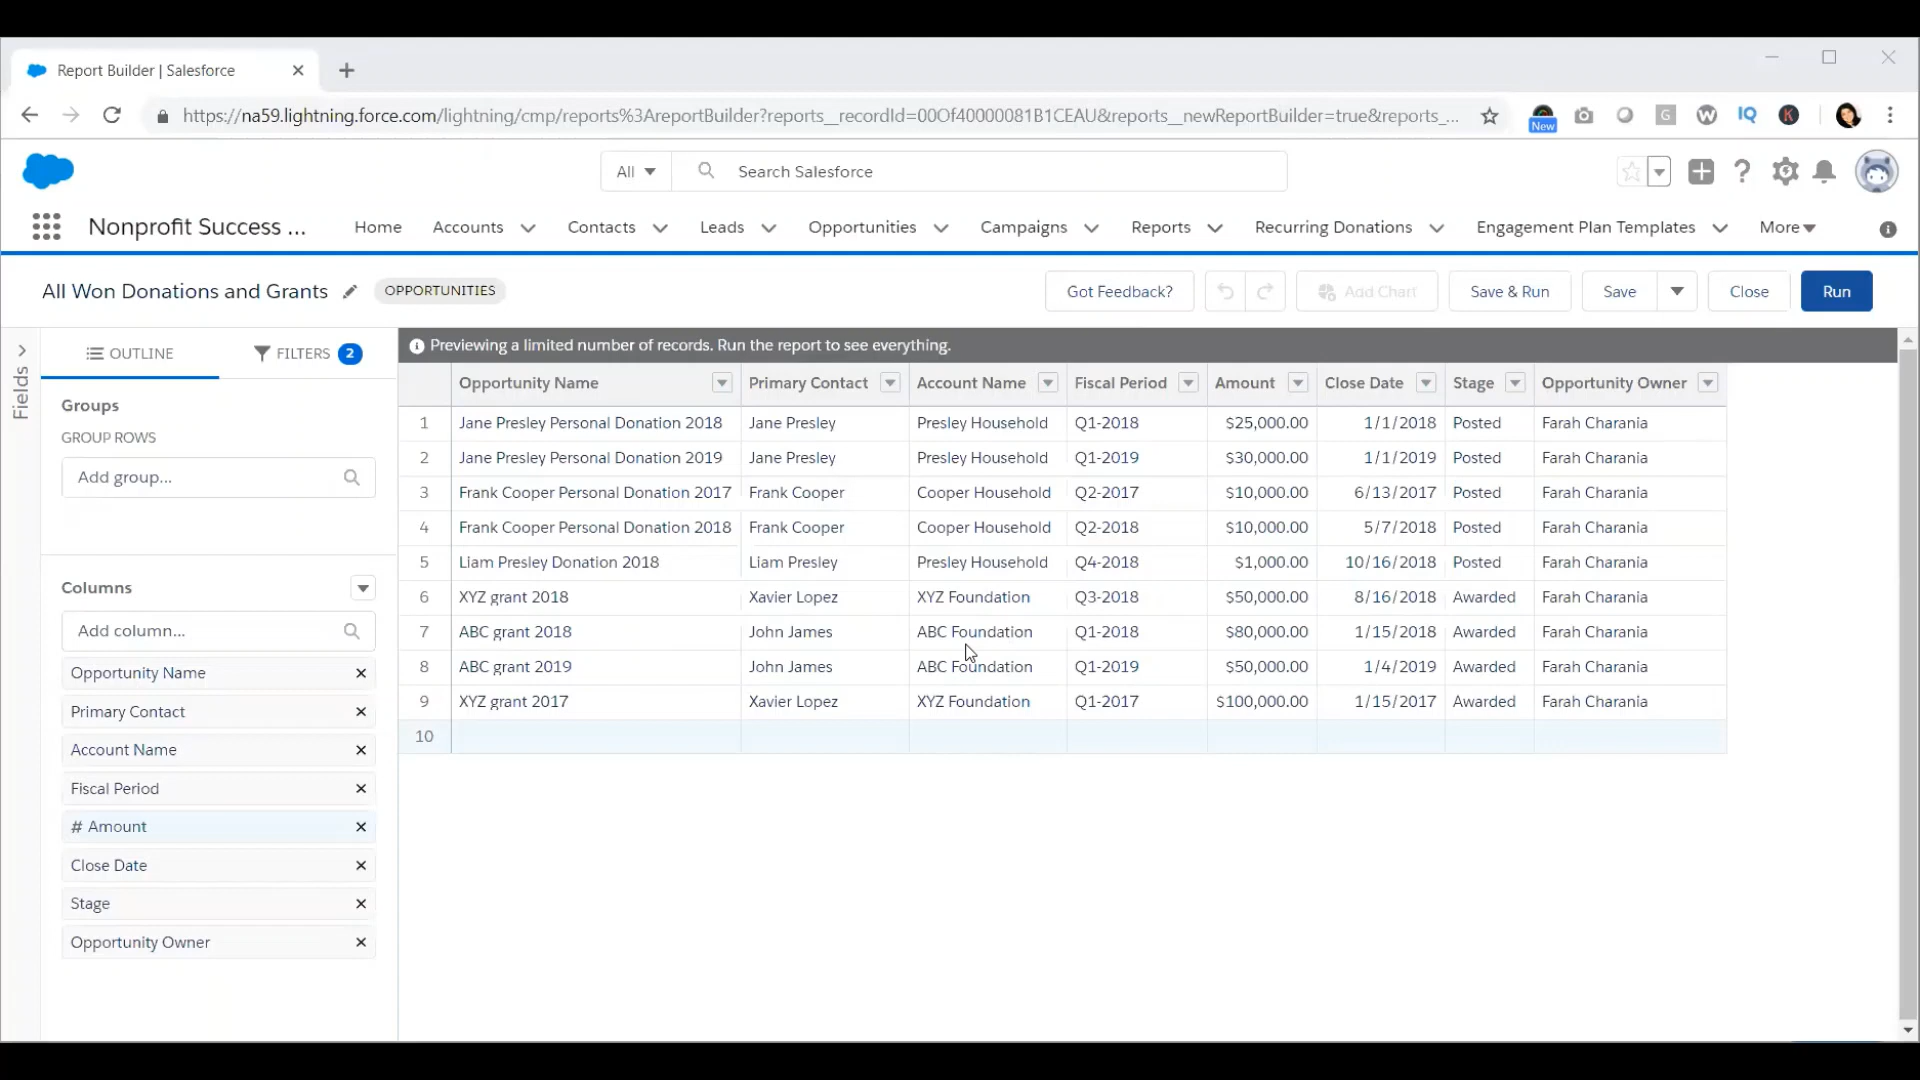 Report Builder | Salesforce
https://na59.lightning.force.com/lightning/cmp/reports%3AreportBuilder?reports__recordId=00Of40000081B1CEAU&reports__newReportBuilder=true&reports_...
New
G
W
IQ
K
All
Search Salesforce
Nonprofit Success ...
Home
Accounts
Contacts
Leads
Opportunities
Campaigns
Reports
Recurring Donations
Engagement Plan Templates
More
All Won Donations and Grants
OPPORTUNITIES
Got Feedback?
Add Chart
Save & Run
Save
Close
Run
Fields
OUTLINE
FILTERS 2
Groups
GROUP ROWS
Add group...
Columns
Add column...
Opportunity Name
Primary Contact
Account Name
Fiscal Period
# Amount
Close Date
Stage
Opportunity Owner
Previewing a limited number of records. Run the report to see everything.
Opportunity Name Primary Contact Account Name Fiscal Period Amount Close Date Stage Opportunity Owner
1 Jane Presley Personal Donation 2018 Jane Presley Presley Household Q1-2018 $25,000.00 1/1/2018 Posted Farah Charania
2 Jane Presley Personal Donation 2019 Jane Presley Presley Household Q1-2019 $30,000.00 1/1/2019 Posted Farah Charania
3 Frank Cooper Personal Donation 2017 Frank Cooper Cooper Household Q2-2017 $10,000.00 6/13/2017 Posted Farah Charania
4 Frank Cooper Personal Donation 2018 Frank Cooper Cooper Household Q2-2018 $10,000.00 5/7/2018 Posted Farah Charania
5 Liam Presley Donation 2018 Liam Presley Presley Household Q4-2018 $1,000.00 10/16/2018 Posted Farah Charania
6 XYZ grant 2018 Xavier Lopez XYZ Foundation Q3-2018 $50,000.00 8/16/2018 Awarded Farah Charania
7 ABC grant 2018 John James ABC Foundation Q1-2018 $80,000.00 1/15/2018 Awarded Farah Charania
8 ABC grant 2019 John James ABC Foundation Q1-2019 $50,000.00 1/4/2019 Awarded Farah Charania
9 XYZ grant 2017 Xavier Lopez XYZ Foundation Q1-2017 $100,000.00 1/15/2017 Awarded Farah Charania
10